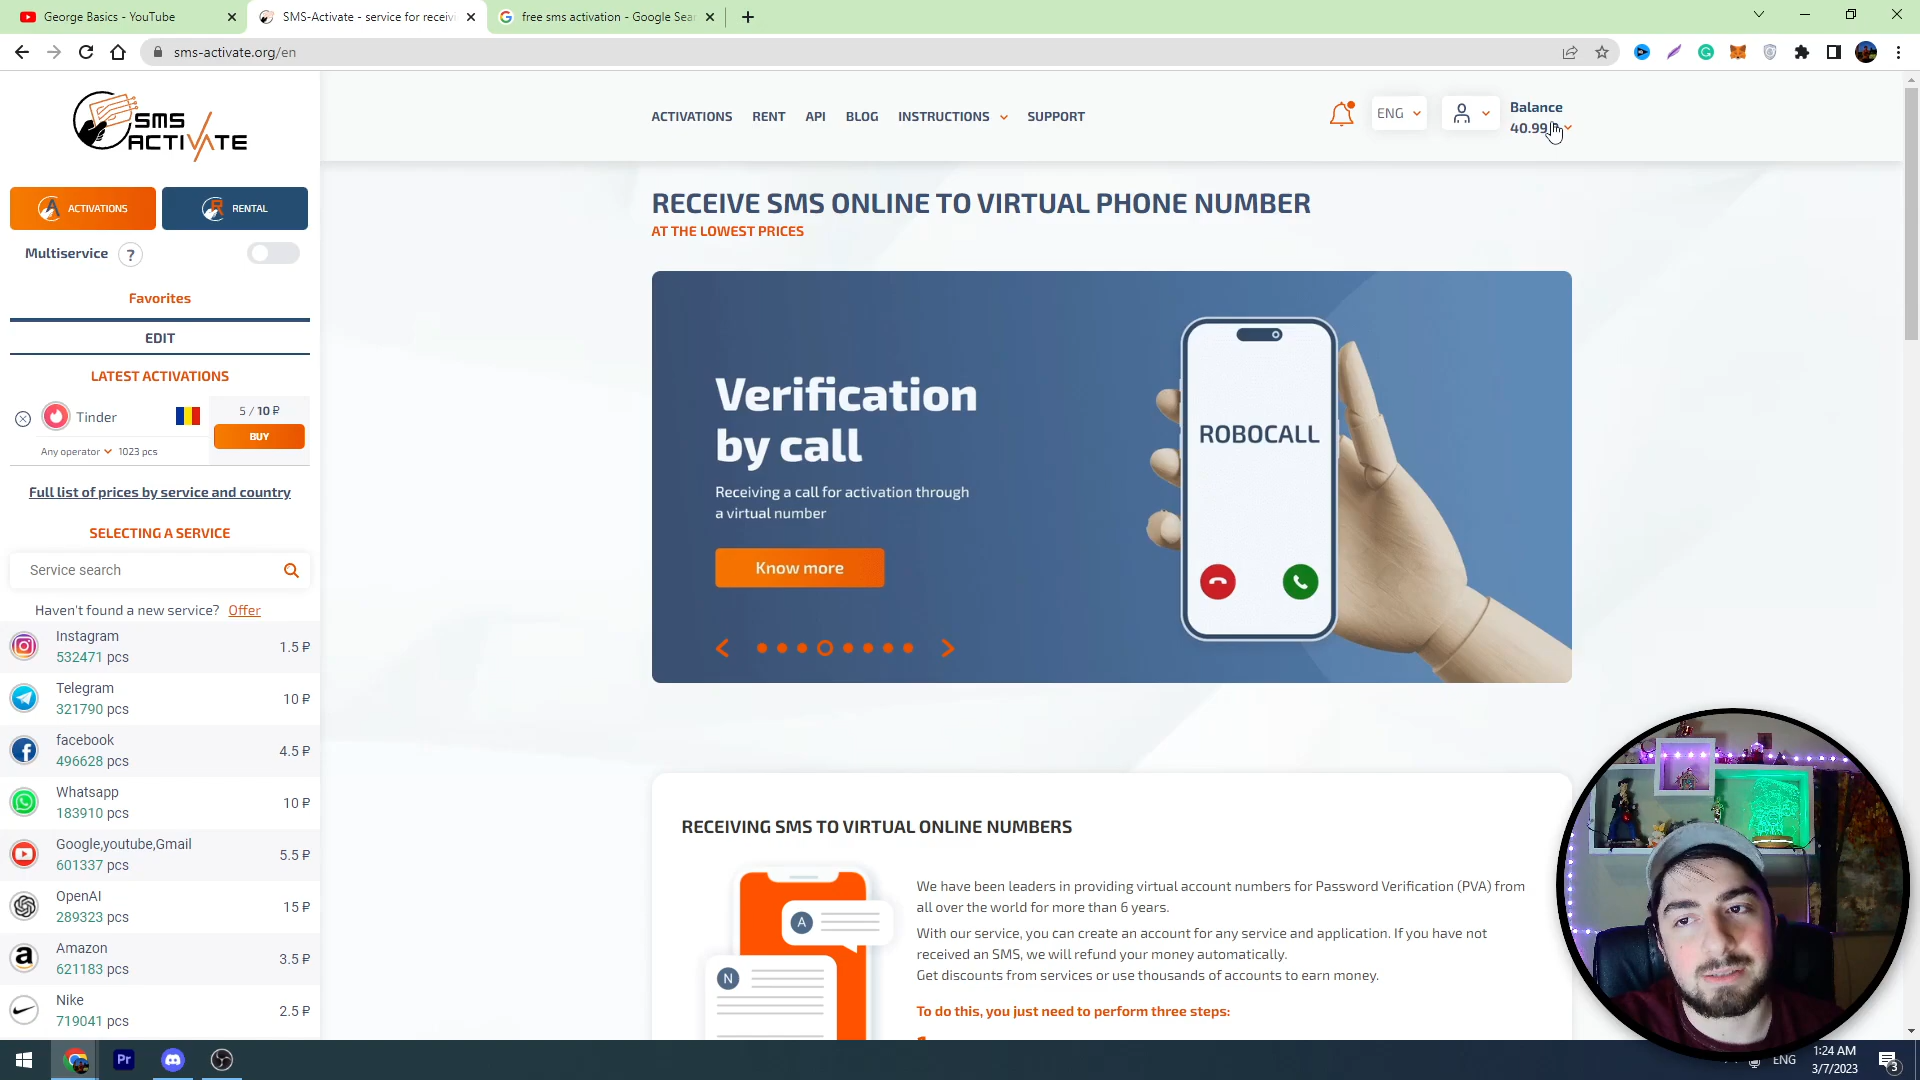 George Basics - YouTube
SMS-Activate - service for receivi
free sms activation - Google Sea
sms-activate.org/en
SMS
ACTIVATE
ACTIVATIONS
RENT
API
BLOG
INSTRUCTIONS
SUPPORT
ENG
Balance
40.99
ACTIVATIONS
RENTAL
Multiservice
?
Favorites
EDIT
LATEST ACTIVATIONS
Tinder
5 / 10 ₽
BUY
Any operator
1023 pcs
Full list of prices by service and country
SELECTING A SERVICE
Service search
Haven't found a new service? Offer
Instagram
532471 pcs
1.5 ₽
Telegram
321790 pcs
10 ₽
facebook
496628 pcs
4.5 ₽
Whatsapp
183910 pcs
10 ₽
Google,youtube,Gmail
601337 pcs
5.5 ₽
OpenAI
289323 pcs
15 ₽
Amazon
621183 pcs
3.5 ₽
Nike
719041 pcs
2.5 ₽
RECEIVE SMS ONLINE TO VIRTUAL PHONE NUMBER
AT THE LOWEST PRICES
Verification
by call
Receiving a call for activation through
a virtual number
Know more
ROBOCALL
RECEIVING SMS TO VIRTUAL ONLINE NUMBERS
A
N
We have been leaders in providing virtual account numbers for Password Verification (PVA) from
all over the world for more than 6 years.
With our service, you can create an account for any service and application. If you have not
received an SMS, we will refund your money automatically.
Get discounts from services or use thousands of accounts to earn money.
To do this, you just need to perform three steps:
Pr
ENG
1:24 AM
3/7/2023
3